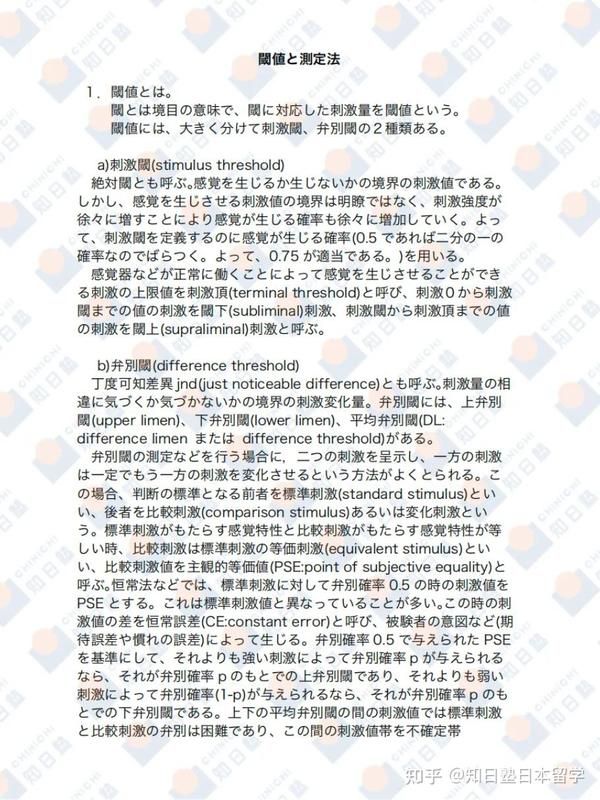 閾値と測定法
１．閾値とは。
閾とは境目の意味で、閾に対応した刺激量を閾値という。
閾値には、大きく分けて刺激閾、弁別閾の２種類ある。
a)刺激閾(stimulus threshold)
絶対閾とも呼ぶ｡感覚を生じるか生じないかの境界の刺激値である。
しかし、感覚を生じさせる刺激値の境界は明瞭ではなく、刺激強度が
徐々に増すことにより感覚が生じる確率も徐々に増加していく。よっ
て、刺激閾を定義するのに感覚が生じる確率(0.5 であれば二分の一の
確率なのでばらつく。よって、0.75 が適当である。)を用いる。
感覚器などが正常に働くことによって感覚を生じさせることができ
る刺激の上限値を刺激頂(terminal threshold)と呼び、刺激０から刺激
閾までの値の刺激を閾下(subliminal)刺激、刺激閾から刺激頂までの値
の刺激を閾上(supraliminal)刺激と呼ぶ。
b)弁別閾(difference threshold)
丁度可知差異 jnd(just noticeable difference)とも呼ぶ｡刺激量の相
違に気づくか気づかないかの境界の刺激変化量。弁別閾には、上弁別
閾(upper limen)、下弁別閾(lower limen)、平均弁別閾(DL:
difference limen または difference threshold)がある。
弁別閾の測定などを行う場合に，二つの刺激を呈示し、一方の刺激
は一定でもう一方の刺激を変化させるという方法がよくとられる。こ
の場合、判断の標準となる前者を標準刺激(standard stimulus)とい
い、後者を比較刺激(comparison stimulus)あるいは変化刺激とい
う。標準刺激がもたらす感覚特性と比較刺激がもたらす感覚特性が等
しい時、比較刺激は標準刺激の等価刺激(equivalent stimulus)とい
い、比較刺激値を主観的等価値(PSE:point of subjective equality)と
呼ぶ｡恒常法などでは、標準刺激に対して弁別確率 0.5 の時の刺激値を
PSE とする。これは標準刺激値と異なっていることが多い｡この時の刺
激値の差を恒常誤差(CE:constant error)と呼び、被験者の意図など(期
待誤差や慣れの誤差)によって生じる。弁別確率 0.5 で与えられた PSE
を基準にして、それよりも強い刺激によって弁別確率 p が与えられる
なら、それが弁別確率 p のもとでの上弁別閾であり、それよりも弱い
刺激によって弁別確率(1-p)が与えられるなら、それが弁別確率 p のも
とでの下弁別閾である。上下の平均弁別閾の間の刺激値では標準刺激
と比較刺激の弁別は困難であり、この間の刺激値帯を不確定帯
知乎 @知日塾日本留学